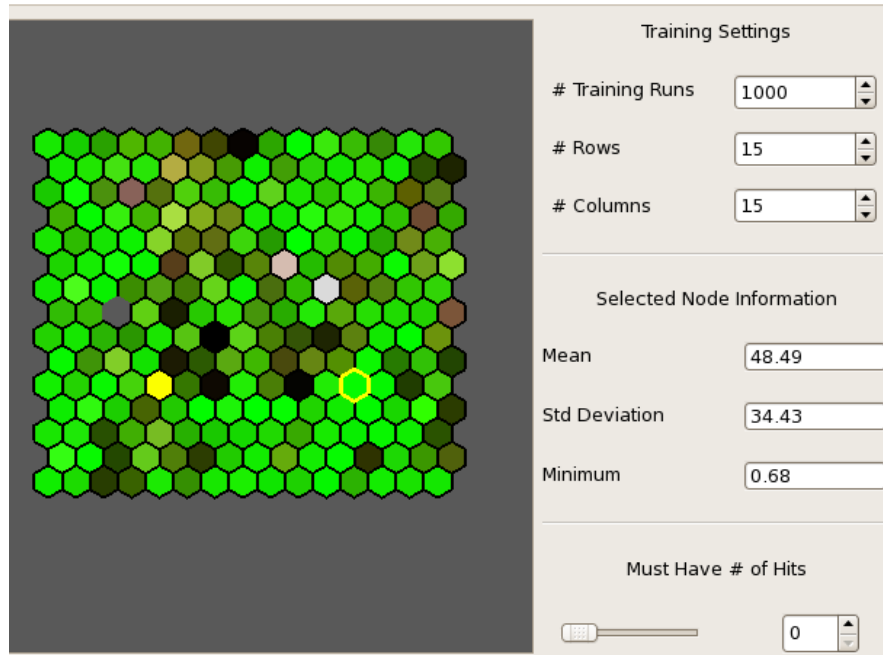 Training Settings
# Training Runs 1000
# Rows 15
# Columns 15
Selected Node Information
Mean 48.49
Std Deviation 34.43
Minimum 0.68
Must Have # of Hits
0